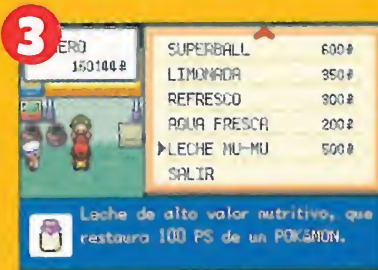 3
ERO
160144₽
SUPERBALL 600₽
LIMONADA 350₽
REFRESCO 300₽
AGUA FRESCA 200₽
▶LECHE MU-MU 500₽
SALIR
Leche de alto valor nutritivo, que
restaura 100 PS de un POKéMON.